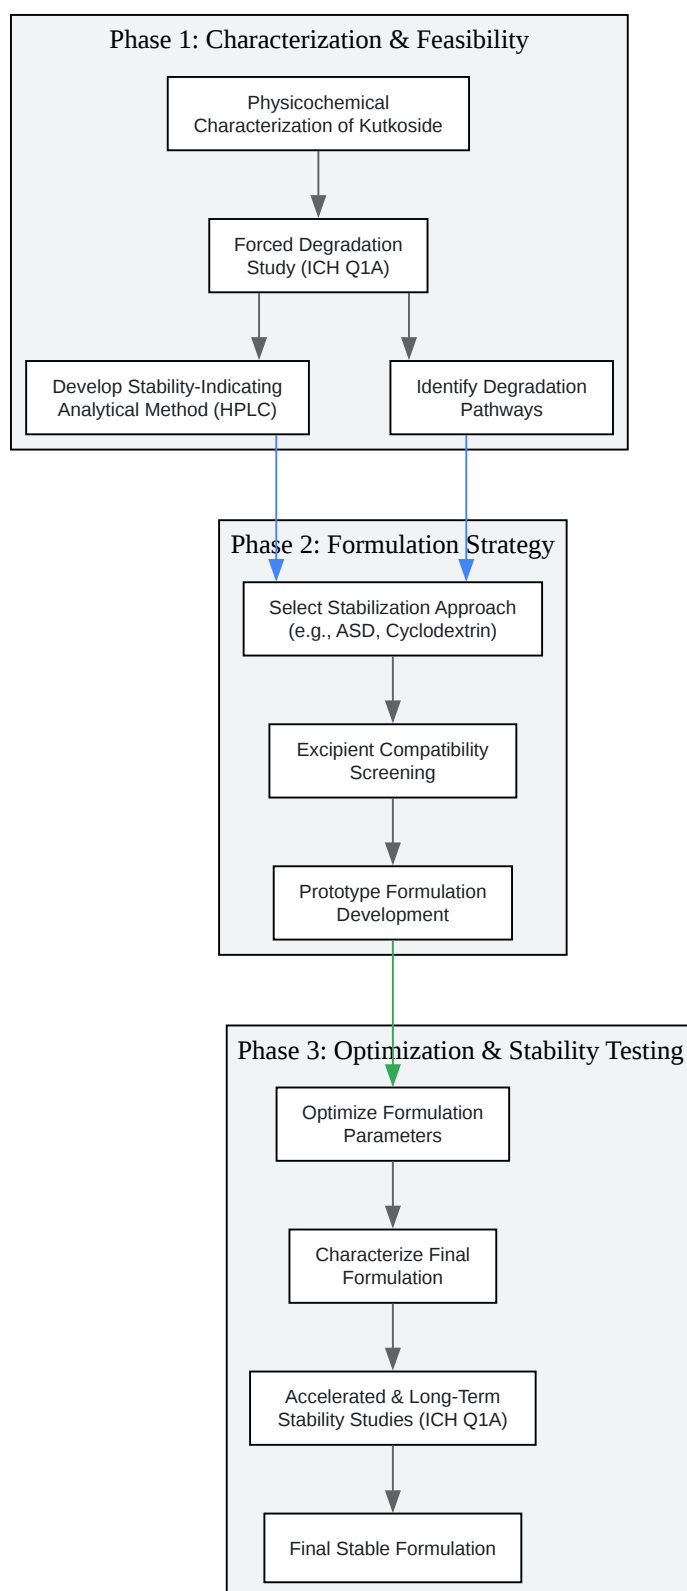 Phase 1: Characterization & Feasibility
Physicochemical
Characterization of Kutkoside
Forced Degradation
Study (ICH Q1A)
Develop Stability-Indicating
Analytical Method (HPLC)
Identify Degradation
Pathways
Phase 2: Formulation Strategy
Select Stabilization Approach
(e.g., ASD, Cyclodextrin)
Excipient Compatibility
Screening
Prototype Formulation
Development
Phase 3: Optimization & Stability Testing
Optimize Formulation
Parameters
Characterize Final
Formulation
Accelerated & Long-Term
Stability Studies (ICH Q1A)
Final Stable Formulation